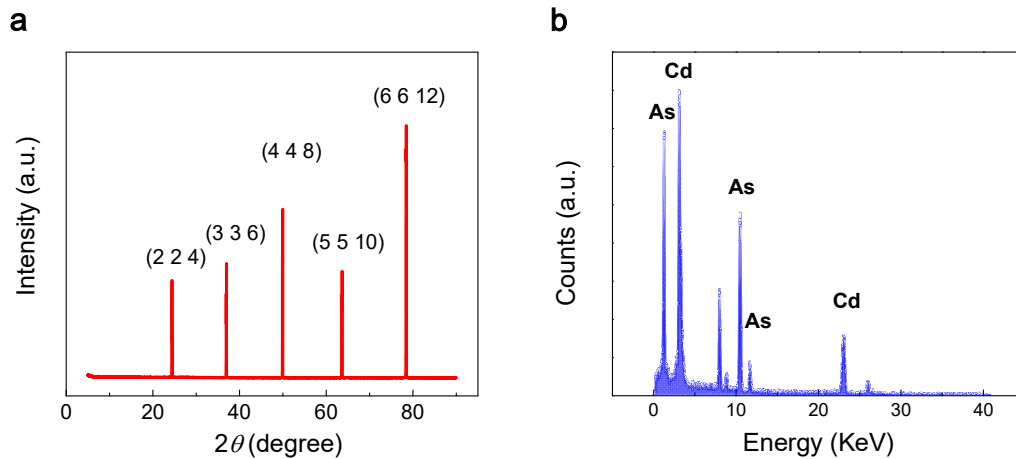 a
Intensity (a.u.)
(2 2 4)
(3 3 6)
(4 4 8)
(5 5 10)
(6 6 12)
0
20
40
60
80
2θ (degree)
b
Counts (a.u.)
As
Cd
As
As
Cd
0
10
20
30
40
Energy (KeV)